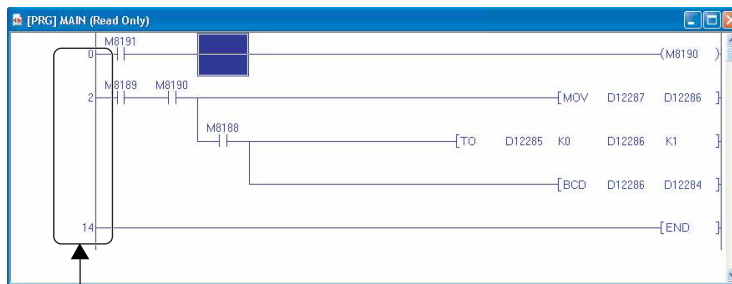 [PRG] MAIN (Read Only)
M8191
0 (M8190 )
M8189 M8190
2 [MOV D12287 D12286 ]
M8188
[TO D12285 K0 D12286 K1 ]
[BCD D12286 D12284 ]
14 [END ]